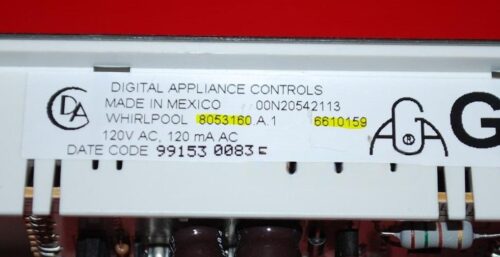 DIGITAL APPLIANCE CONTROLS
MADE IN MEXICO 00N20542113
WHIRLPOOL 8053160.A.1 6610159
120V AC, 120 mA AC
DATE CODE 99153 0083
G